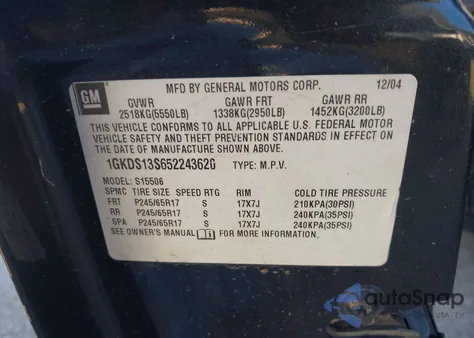 GM
MFD BY GENERAL MOTORS CORP. 12/04
GVWR GAWR FRT GAWR RR
2518KG(5550LB) 1338KG(2950LB) 1452KG(3200LB)
THIS VEHICLE CONFORMS TO ALL APPLICABLE U.S. FEDERAL MOTOR
VEHICLE SAFETY AND THEFT PREVENTION STANDARDS IN EFFECT ON THE
DATE OF MANUFACTURE SHOWN ABOVE.
1GKDS13S652243620 TYPE: M.P.V.
MODEL: S15506
SPMC TIRE SIZE SPEED RTG RIM COLD TIRE PRESSURE
FRT P245/65R17 S 17X7J 210KPA(30PSI)
RR P245/65R17 S 17X7J 240KPA(35PSI)
SPA P245/65R17 S 17X7J 240KPA(35PSI)
SEE OWNER'S MANUAL FOR MORE INFORMATION.
autoSnap
USA EU